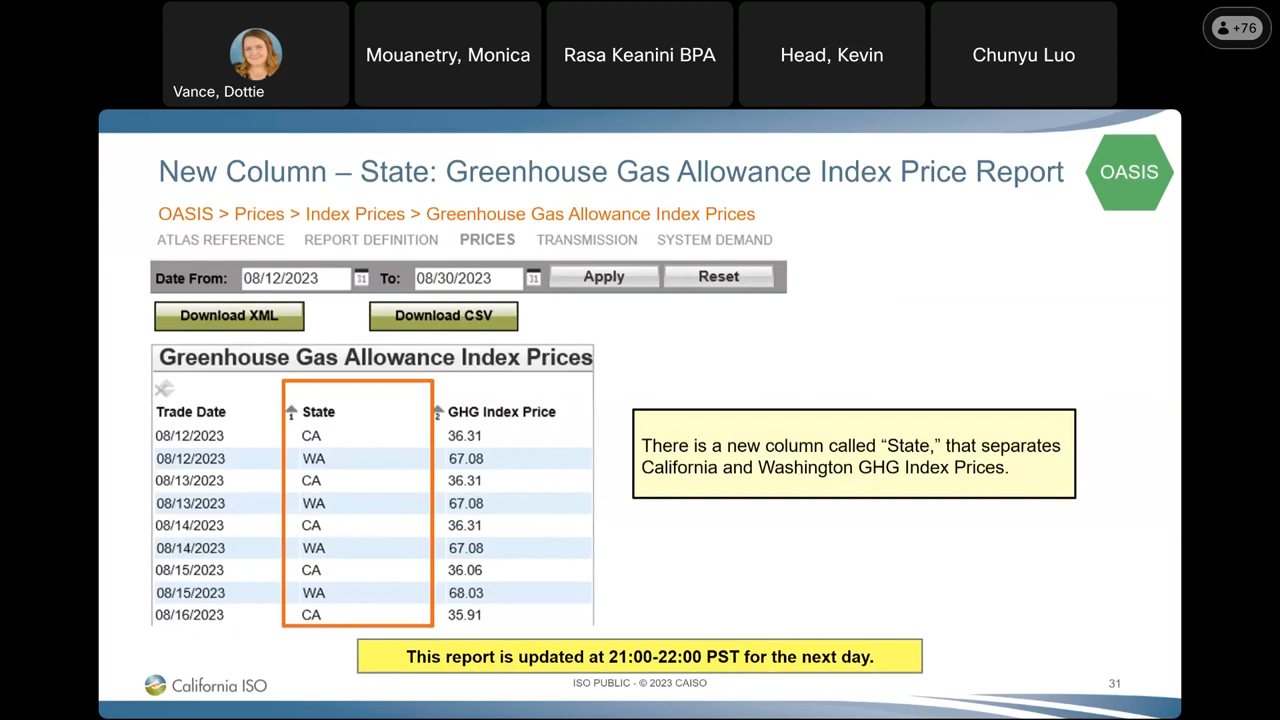 +76
Vance, Dottie
Mouanetry, Monica
Rasa Keanini BPA
Head, Kevin
Chunyu Luo
New Column – State: Greenhouse Gas Allowance Index Price Report
OASIS
OASIS > Prices > Index Prices > Greenhouse Gas Allowance Index Prices
ATLAS REFERENCE REPORT DEFINITION PRICES TRANSMISSION SYSTEM DEMAND
Date From: 08/12/2023 31 To: 08/30/2023 31 Apply Reset
Download XML Download CSV
Greenhouse Gas Allowance Index Prices
Trade Date 1 State 2 GHG Index Price
08/12/2023 CA 36.31
08/12/2023 WA 67.08
08/13/2023 CA 36.31
08/13/2023 WA 67.08
08/14/2023 CA 36.31
08/14/2023 WA 67.08
08/15/2023 CA 36.06
08/15/2023 WA 68.03
08/16/2023 CA 35.91
There is a new column called “State,” that separates
California and Washington GHG Index Prices.
This report is updated at 21:00-22:00 PST for the next day.
California ISO
ISO PUBLIC - © 2023 CAISO
31